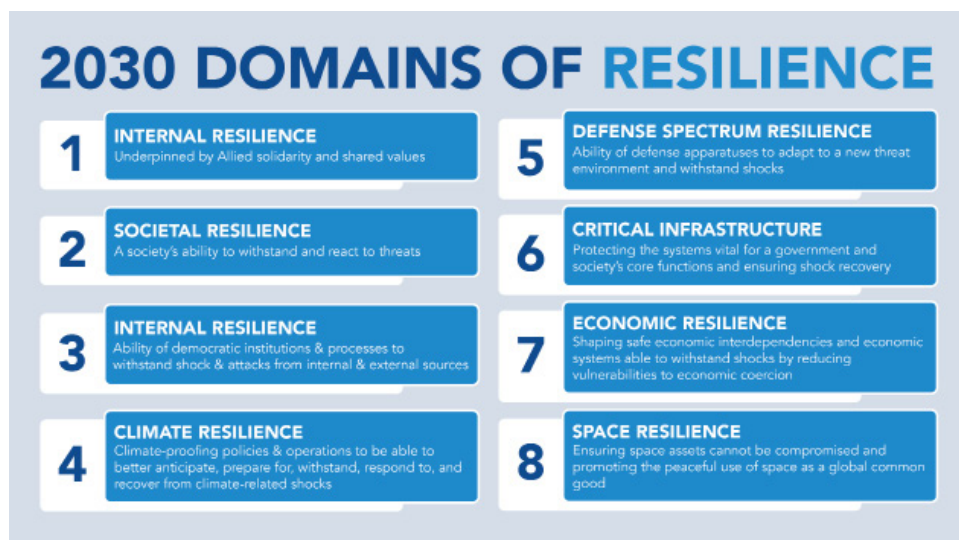 2030 DOMAINS OF RESILIENCE
1
INTERNAL RESILIENCE
Underpinned by Allied solidarity and shared values
2
SOCIETAL RESILIENCE
A society's ability to withstand and react to threats
3
INTERNAL RESILIENCE
Ability of democratic institutions & processes to
withstand shock & attacks from internal & external sources
4
CLIMATE RESILIENCE
Climate-proofing policies & operations to be able to
better anticipate, prepare for, withstand, respond to, and
recover from climate-related shocks
5
DEFENSE SPECTRUM RESILIENCE
Ability of defense apparatuses to adapt to a new threat
environment and withstand shocks
6
CRITICAL INFRASTRUCTURE
Protecting the systems vital for a government and
society's core functions and ensuring shock recovery
7
ECONOMIC RESILIENCE
Shaping safe economic interdependencies and economic
systems able to withstand shocks by reducing
vulnerabilities to economic coercion
8
SPACE RESILIENCE
Ensuring space assets cannot be compromised and
promoting the peaceful use of space as a global common
good